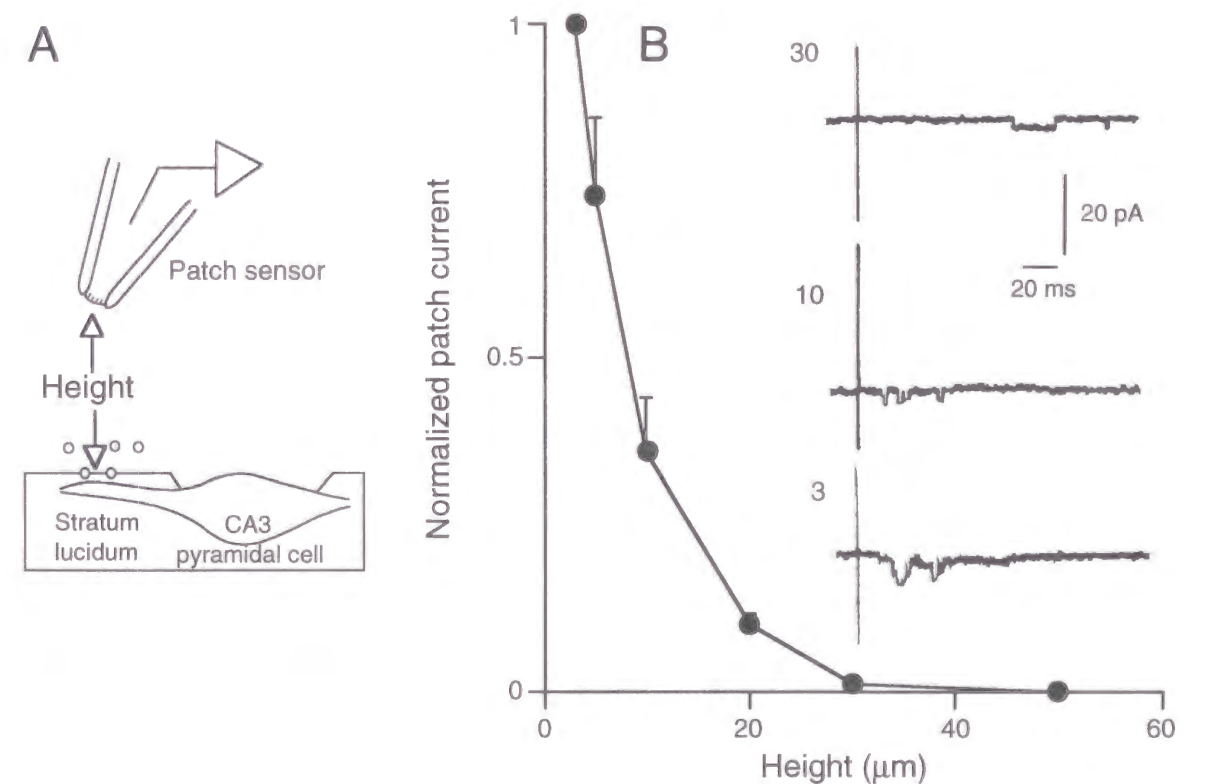 A
Patch sensor
Height
Stratum
lucidum
CA3
pyramidal cell
B
Normalized patch current
1
0.5
0
0
20
40
60
Height (μm)
30
20 pA
20 ms
10
3